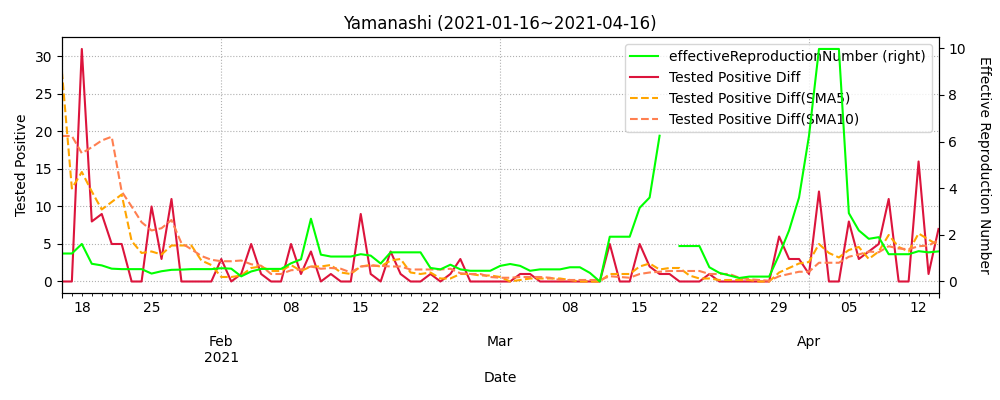 Yamanashi (2021-01-16~2021-04-16)
effectiveReproductionNumber (right)
Tested Positive Diff
Tested Positive Diff(SMA5)
Tested Positive Diff(SMA10)
Tested Positive
30
25
20
15
10
5
0
10
8
6
4
2
0
Effective Reproduction Number
18 25 08 15 22 08 15 22 29 05 12
Feb Mar Apr
2021
Date